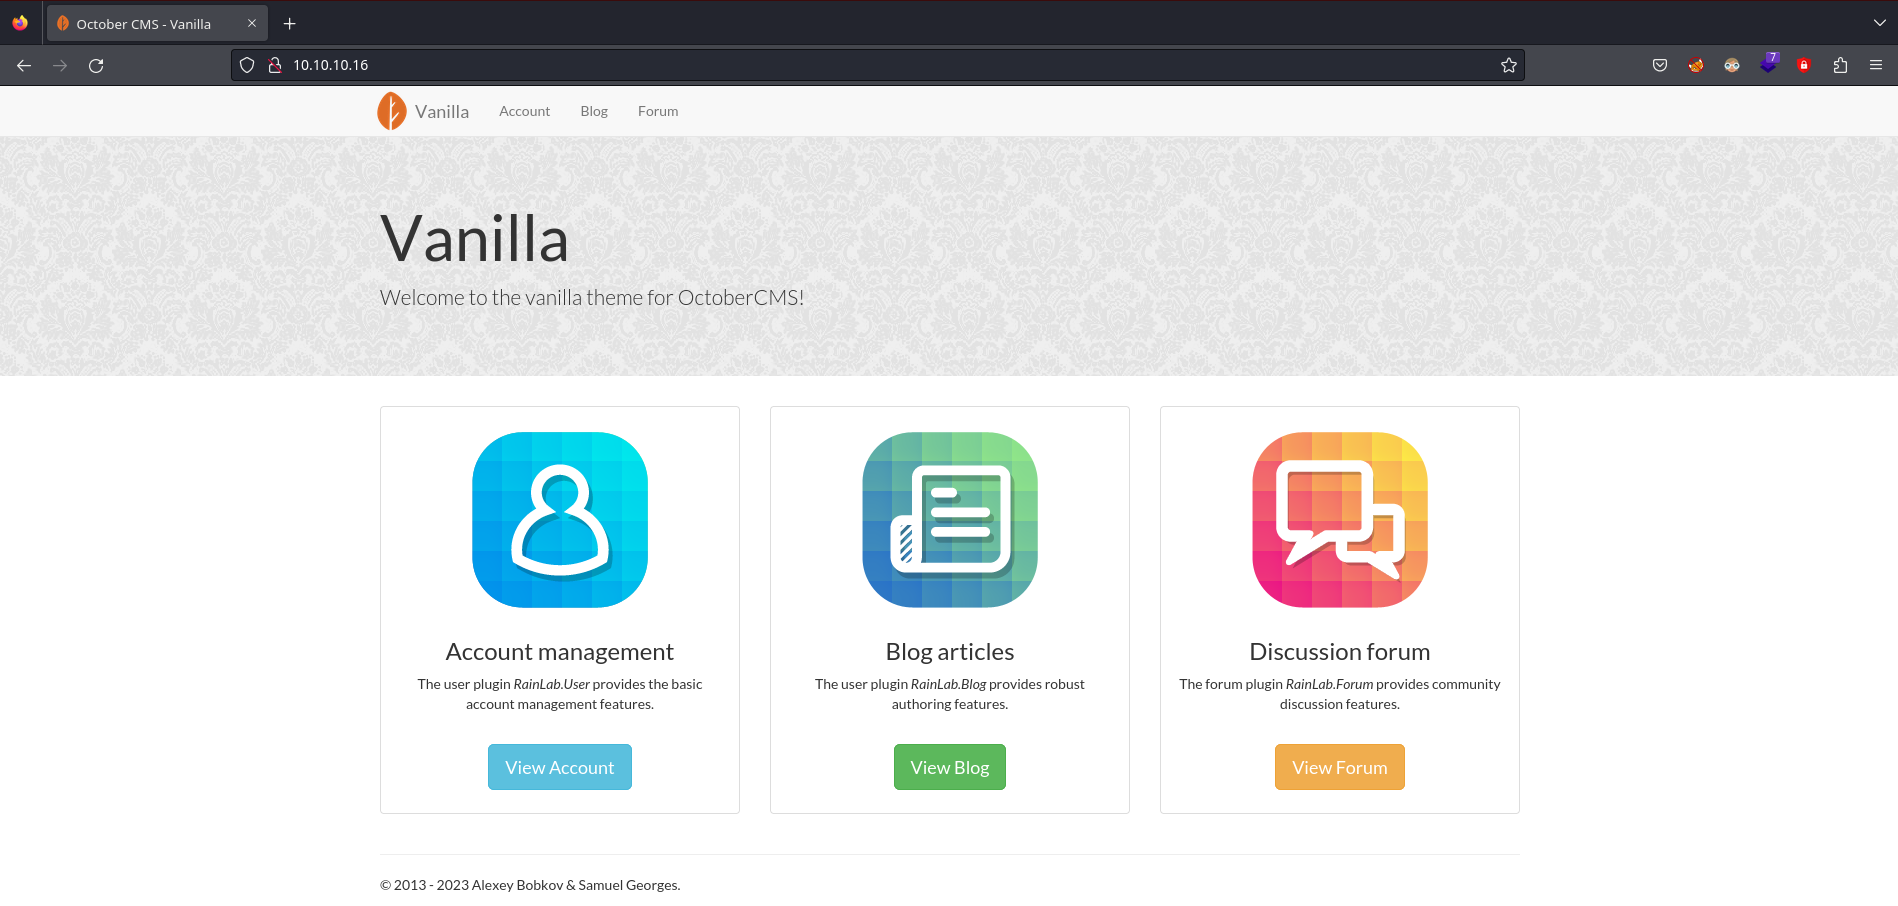 October CMS - Vanilla
10.10.10.16
7
Vanilla Account Blog Forum
Vanilla
Welcome to the vanilla theme for OctoberCMS!
Account management
The user plugin RainLab.User provides the basic
account management features.
View Account
Blog articles
The user plugin RainLab.Blog provides robust
authoring features.
View Blog
Discussion forum
The forum plugin RainLab.Forum provides community
discussion features.
View Forum
© 2013 - 2023 Alexey Bobkov & Samuel Georges.